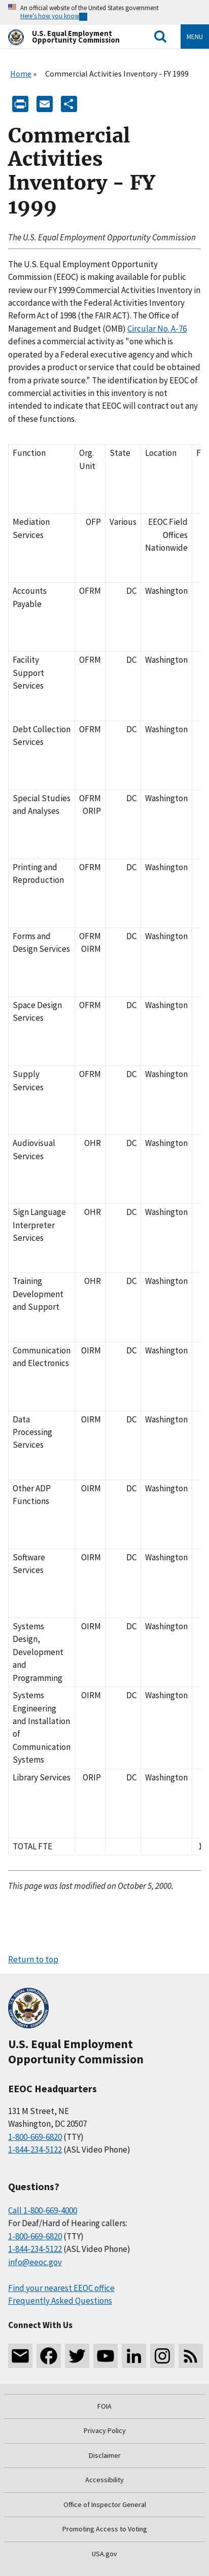 An official website of the United States government
Here's how you know
U.S. Equal Employment
Opportunity Commission
MENU
Home » Commercial Activities Inventory - FY 1999
Commercial
Activities
Inventory - FY
1999
The U.S. Equal Employment Opportunity Commission
The U.S. Equal Employment Opportunity
Commission (EEOC) is making available for public
review our FY 1999 Commercial Activities Inventory
in accordance with the Federal Activities Inventory
Reform Act of 1998 (the FAIR ACT). The Office of
Management and Budget (OMB) Circular No. A-76
defines a commercial activity as "one which is
operated by a Federal executive agency and which
provides a product or service that could be obtained
from a private source." The identification by EEOC of
commercial activities in this inventory is not
intended to indicate that EEOC will contract out any
of these functions.
Function Org. State Location F
Unit
Mediation OFP Various EEOC Field
Services Offices
Nationwide
Accounts OFRM DC Washington
Payable
Facility OFRM DC Washington
Support
Services
Debt Collection OFRM DC Washington
Services
Special Studies OFRM DC Washington
and Analyses ORIP
Printing and OFRM DC Washington
Reproduction
Forms and OFRM DC Washington
Design Services OIRM
Space Design OFRM DC Washington
Services
Supply OFRM DC Washington
Services
Audiovisual OHR DC Washington
Services
Sign Language OHR DC Washington
Interpreter
Services
Training OHR DC Washington
Development
and Support
Communication OIRM DC Washington
and Electronics
Data OIRM DC Washington
Processing
Services
Other ADP OIRM DC Washington
Functions
Software OIRM DC Washington
Services
Systems OIRM DC Washington
Design,
Development
and
Programming
Systems OIRM DC Washington
Engineering
and Installation
of
Communication
Systems
Library Services ORIP DC Washington
TOTAL FTE
This page was last modified on October 5, 2000.
Return to top
U.S. Equal Employment
Opportunity Commission
EEOC Headquarters
131 M Street, NE
Washington, DC 20507
1-800-669-6820 (TTY)
1-844-234-5122 (ASL Video Phone)
Questions?
Call 1-800-669-4000
For Deaf/Hard of Hearing callers:
1-800-669-6820 (TTY)
1-844-234-5122 (ASL Video Phone)
info@eeoc.gov
Find your nearest EEOC office
Frequently Asked Questions
Connect With Us
FOIA
Privacy Policy
Disclaimer
Accessibility
Office of Inspector General
Promoting Access to Voting
USA.gov